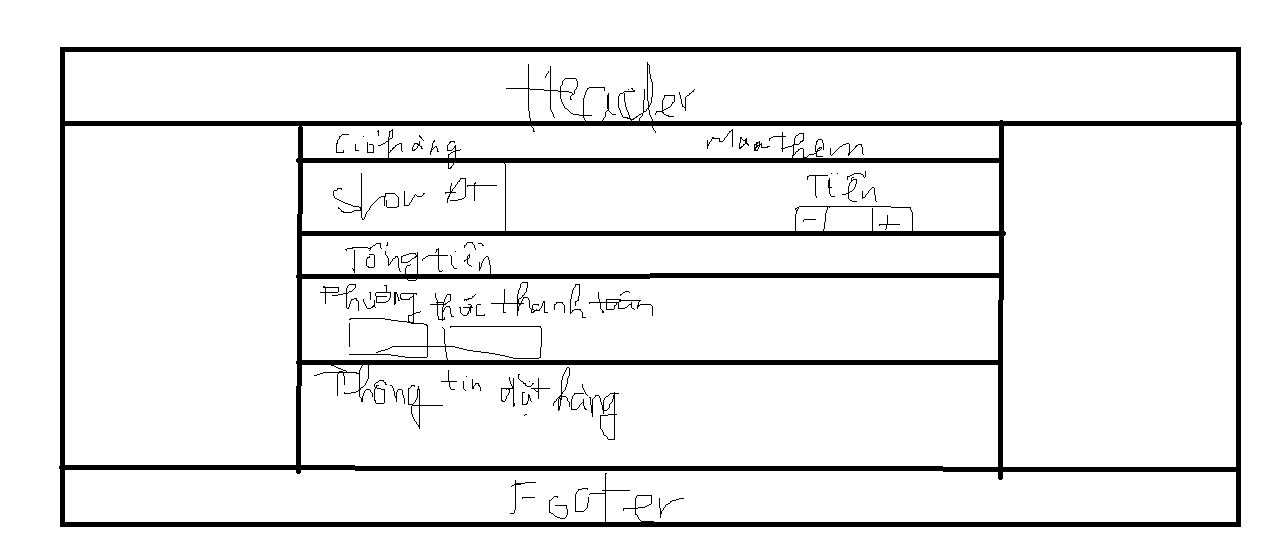 Header
Giỏ hàng Mua thêm
Show ĐT Tiền
- +
Tổng tiền
Phương thức thanh toán
Thông tin đặt hàng
Footer